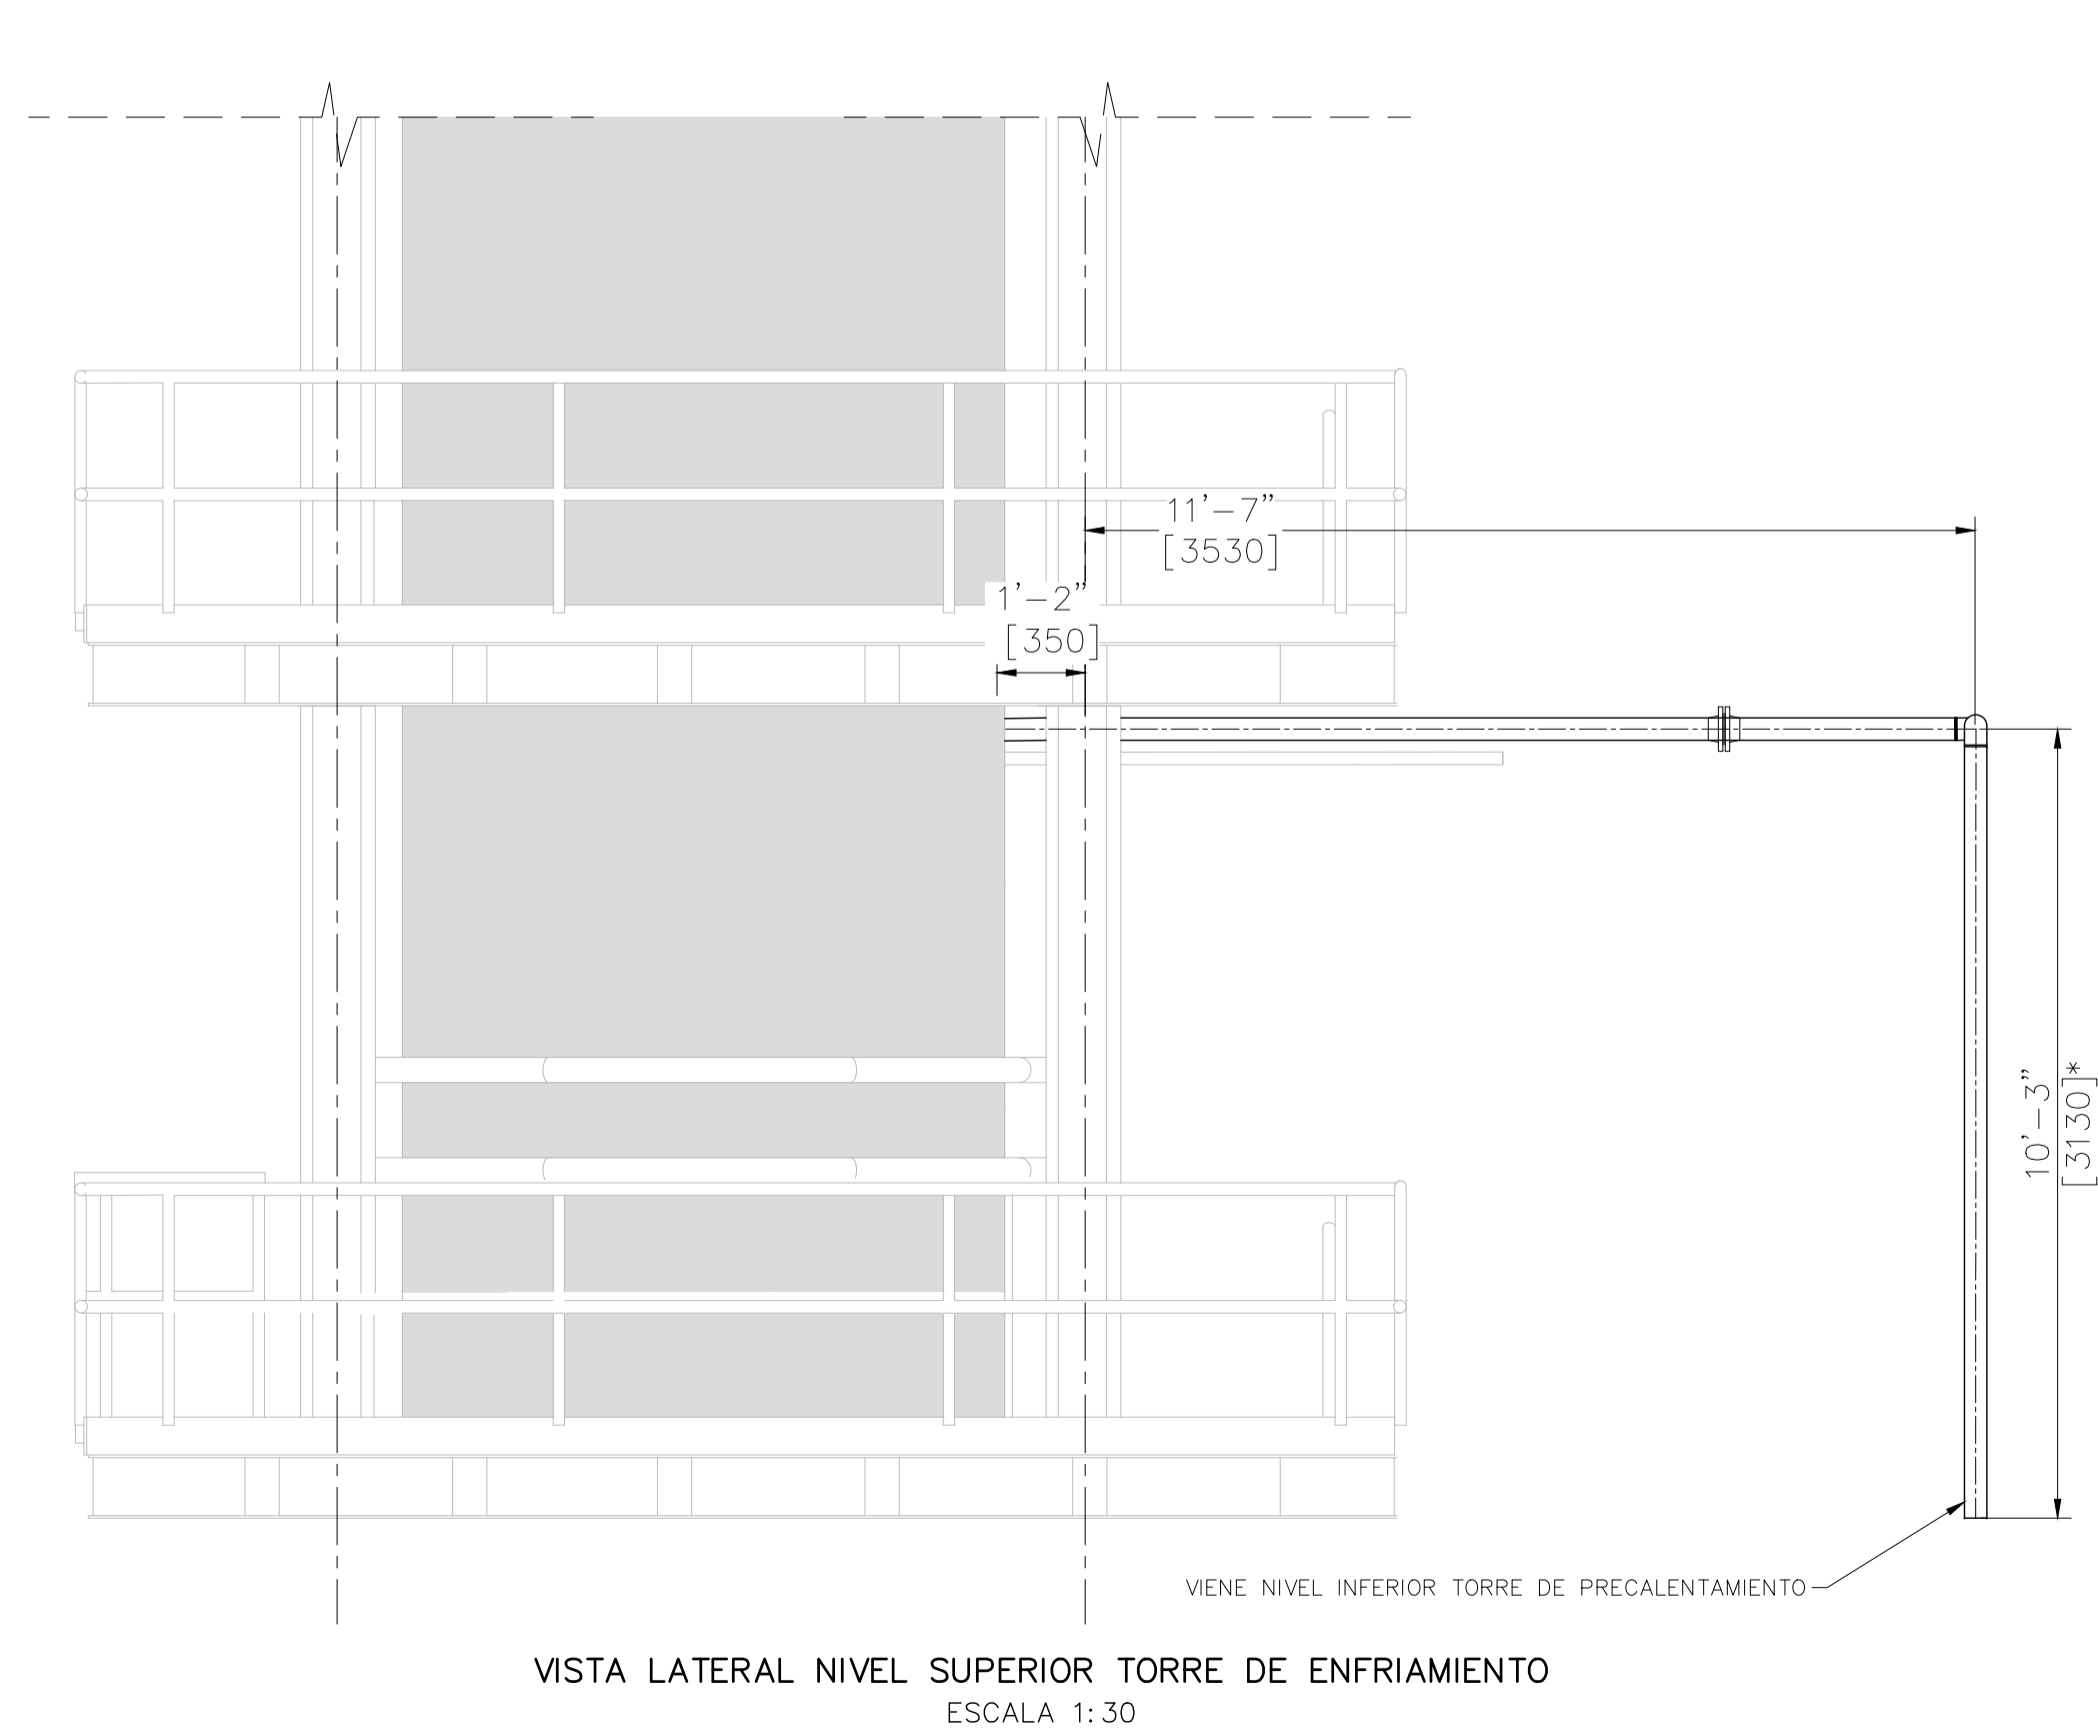 11'-7"
[3530]
1'-2"
[350]
10'-3"
[3130]*
VIENE NIVEL INFERIOR TORRE DE PRECALENTAMIENTO
VISTA LATERAL NIVEL SUPERIOR TORRE DE ENFRIAMIENTO
ESCALA 1:30